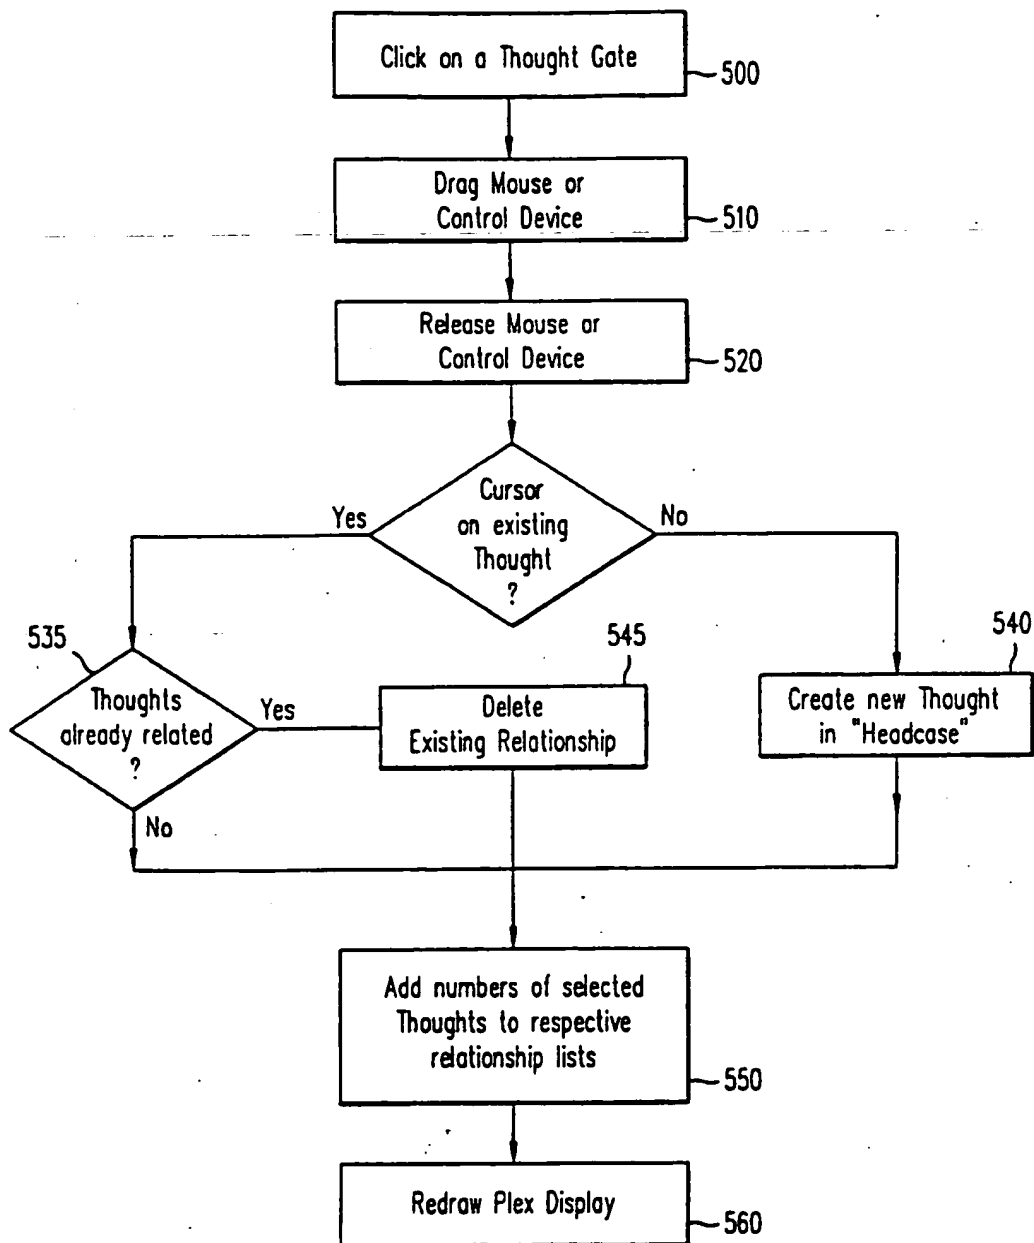 Click on a Thought Gate
500
Drag Mouse or
Control Device
510
Release Mouse or
Control Device
520
Cursor
on existing
Thought
?
Yes
No
535
Thoughts
already related
?
Yes
No
545
Delete
Existing Relationship
540
Create new Thought
in "Headcase"
Add numbers of selected
Thoughts to respective
relationship lists
550
Redraw Plex Display
560